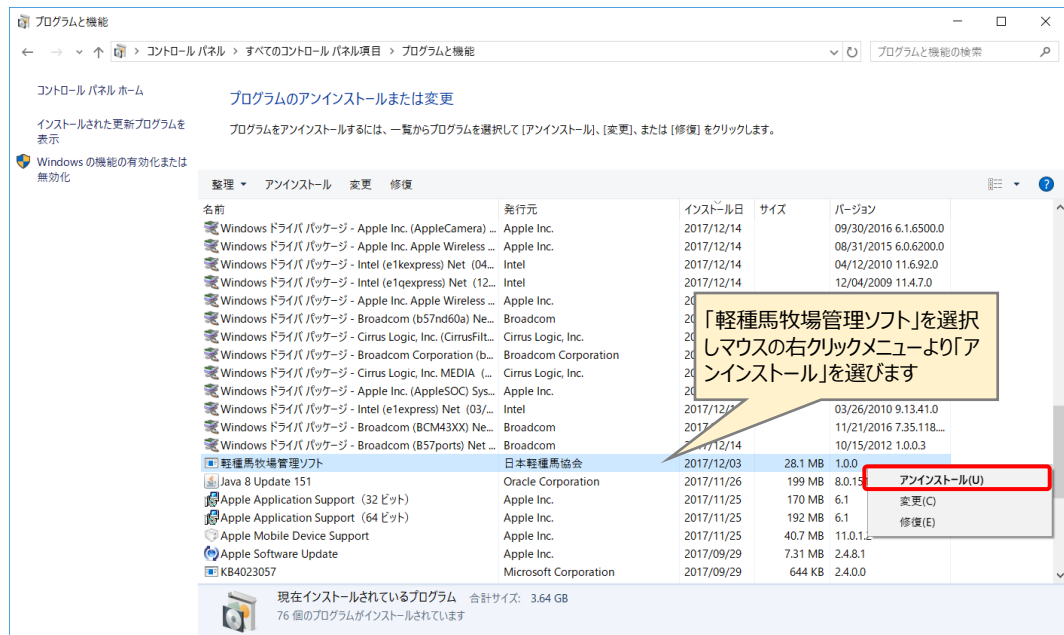 プログラムと機能
コントロール パネル › すべてのコントロール パネル項目 › プログラムと機能
プログラムと機能の検索
コントロール パネル ホーム
インストールされた更新プログラムを
表示
Windows の機能の有効化または
無効化
プログラムのアンインストールまたは変更
プログラムをアンインストールするには、一覧からプログラムを選択して [アンインストール]、[変更]、または [修復] をクリックします。
整理 アンインストール 変更 修復
名前 発行元 インストール日 サイズ バージョン
Windows ドライバ パッケージ - Apple Inc. (AppleCamera) ... Apple Inc. 2017/12/14 09/30/2016 6.1.6500.0
Windows ドライバ パッケージ - Apple Inc. Apple Wireless ... Apple Inc. 2017/12/14 08/31/2015 6.0.6200.0
Windows ドライバ パッケージ - Intel (e1kexpress) Net (04... Intel 2017/12/14 04/12/2010 11.6.92.0
Windows ドライバ パッケージ - Intel (e1qexpress) Net (12... Intel 2017/12/14 12/04/2009 11.4.7.0
Windows ドライバ パッケージ - Apple Inc. Apple Wireless ... Apple Inc.
Windows ドライバ パッケージ - Broadcom (b57nd60a) Ne... Broadcom
Windows ドライバ パッケージ - Cirrus Logic, Inc. (CirrusFilt... Cirrus Logic, Inc.
Windows ドライバ パッケージ - Broadcom Corporation (b... Broadcom Corporation
Windows ドライバ パッケージ - Cirrus Logic, Inc. MEDIA (... Cirrus Logic, Inc.
Windows ドライバ パッケージ - Apple Inc. (AppleSOC) Sys... Apple Inc.
Windows ドライバ パッケージ - Intel (e1express) Net (03/... Intel 03/26/2010 9.13.41.0
Windows ドライバ パッケージ - Broadcom (BCM43XX) Ne... Broadcom 11/21/2016 7.35.118....
Windows ドライバ パッケージ - Broadcom (B57ports) Net ... Broadcom 10/15/2012 1.0.0.3
「軽種馬牧場管理ソフト」を選択
しマウスの右クリックメニューより「ア
ンインストール」を選びます
軽種馬牧場管理ソフト 日本軽種馬協会 2017/12/03 28.1 MB 1.0.0
Java 8 Update 151 Oracle Corporation 2017/11/26 199 MB
Apple Application Support (32 ビット) Apple Inc. 2017/11/25 170 MB 6.1
Apple Application Support (64 ビット) Apple Inc. 2017/11/25 192 MB 6.1
Apple Mobile Device Support Apple Inc. 2017/11/25 40.7 MB
Apple Software Update Apple Inc. 2017/09/29 7.31 MB 2.4.8.1
KB4023057 Microsoft Corporation 2017/09/29 644 KB 2.4.0.0
アンインストール(U)
変更(C)
修復(E)
現在インストールされているプログラム 合計サイズ: 3.64 GB
76 個のプログラムがインストールされています